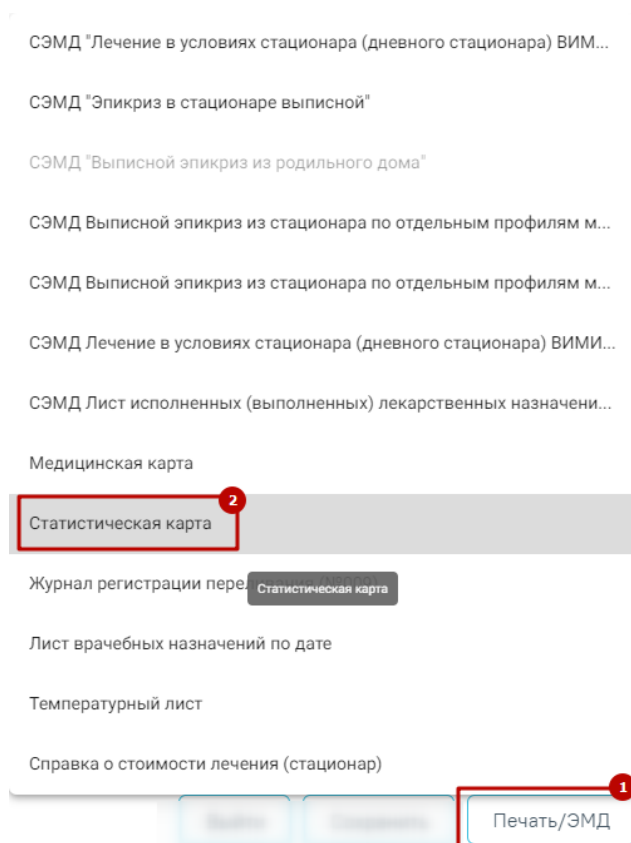 СЭМД "Лечение в условиях стационара (дневного стационара) ВИМ...
СЭМД "Эпикриз в стационаре выписной"
СЭМД "Выписной эпикриз из родильного дома"
СЭМД Выписной эпикриз из стационара по отдельным профилям м...
СЭМД Выписной эпикриз из стационара по отдельным профилям м...
СЭМД Лечение в условиях стационара (дневного стационара) ВИМИ...
СЭМД Лист исполненных (выполненных) лекарственных назначени...
Медицинская карта
2
Статистическая карта
Журнал регистрации
Статистическая карта
Лист врачебных назначений по дате
Температурный лист
Справка о стоимости лечения (стационар)
1
Печать/ЭМД